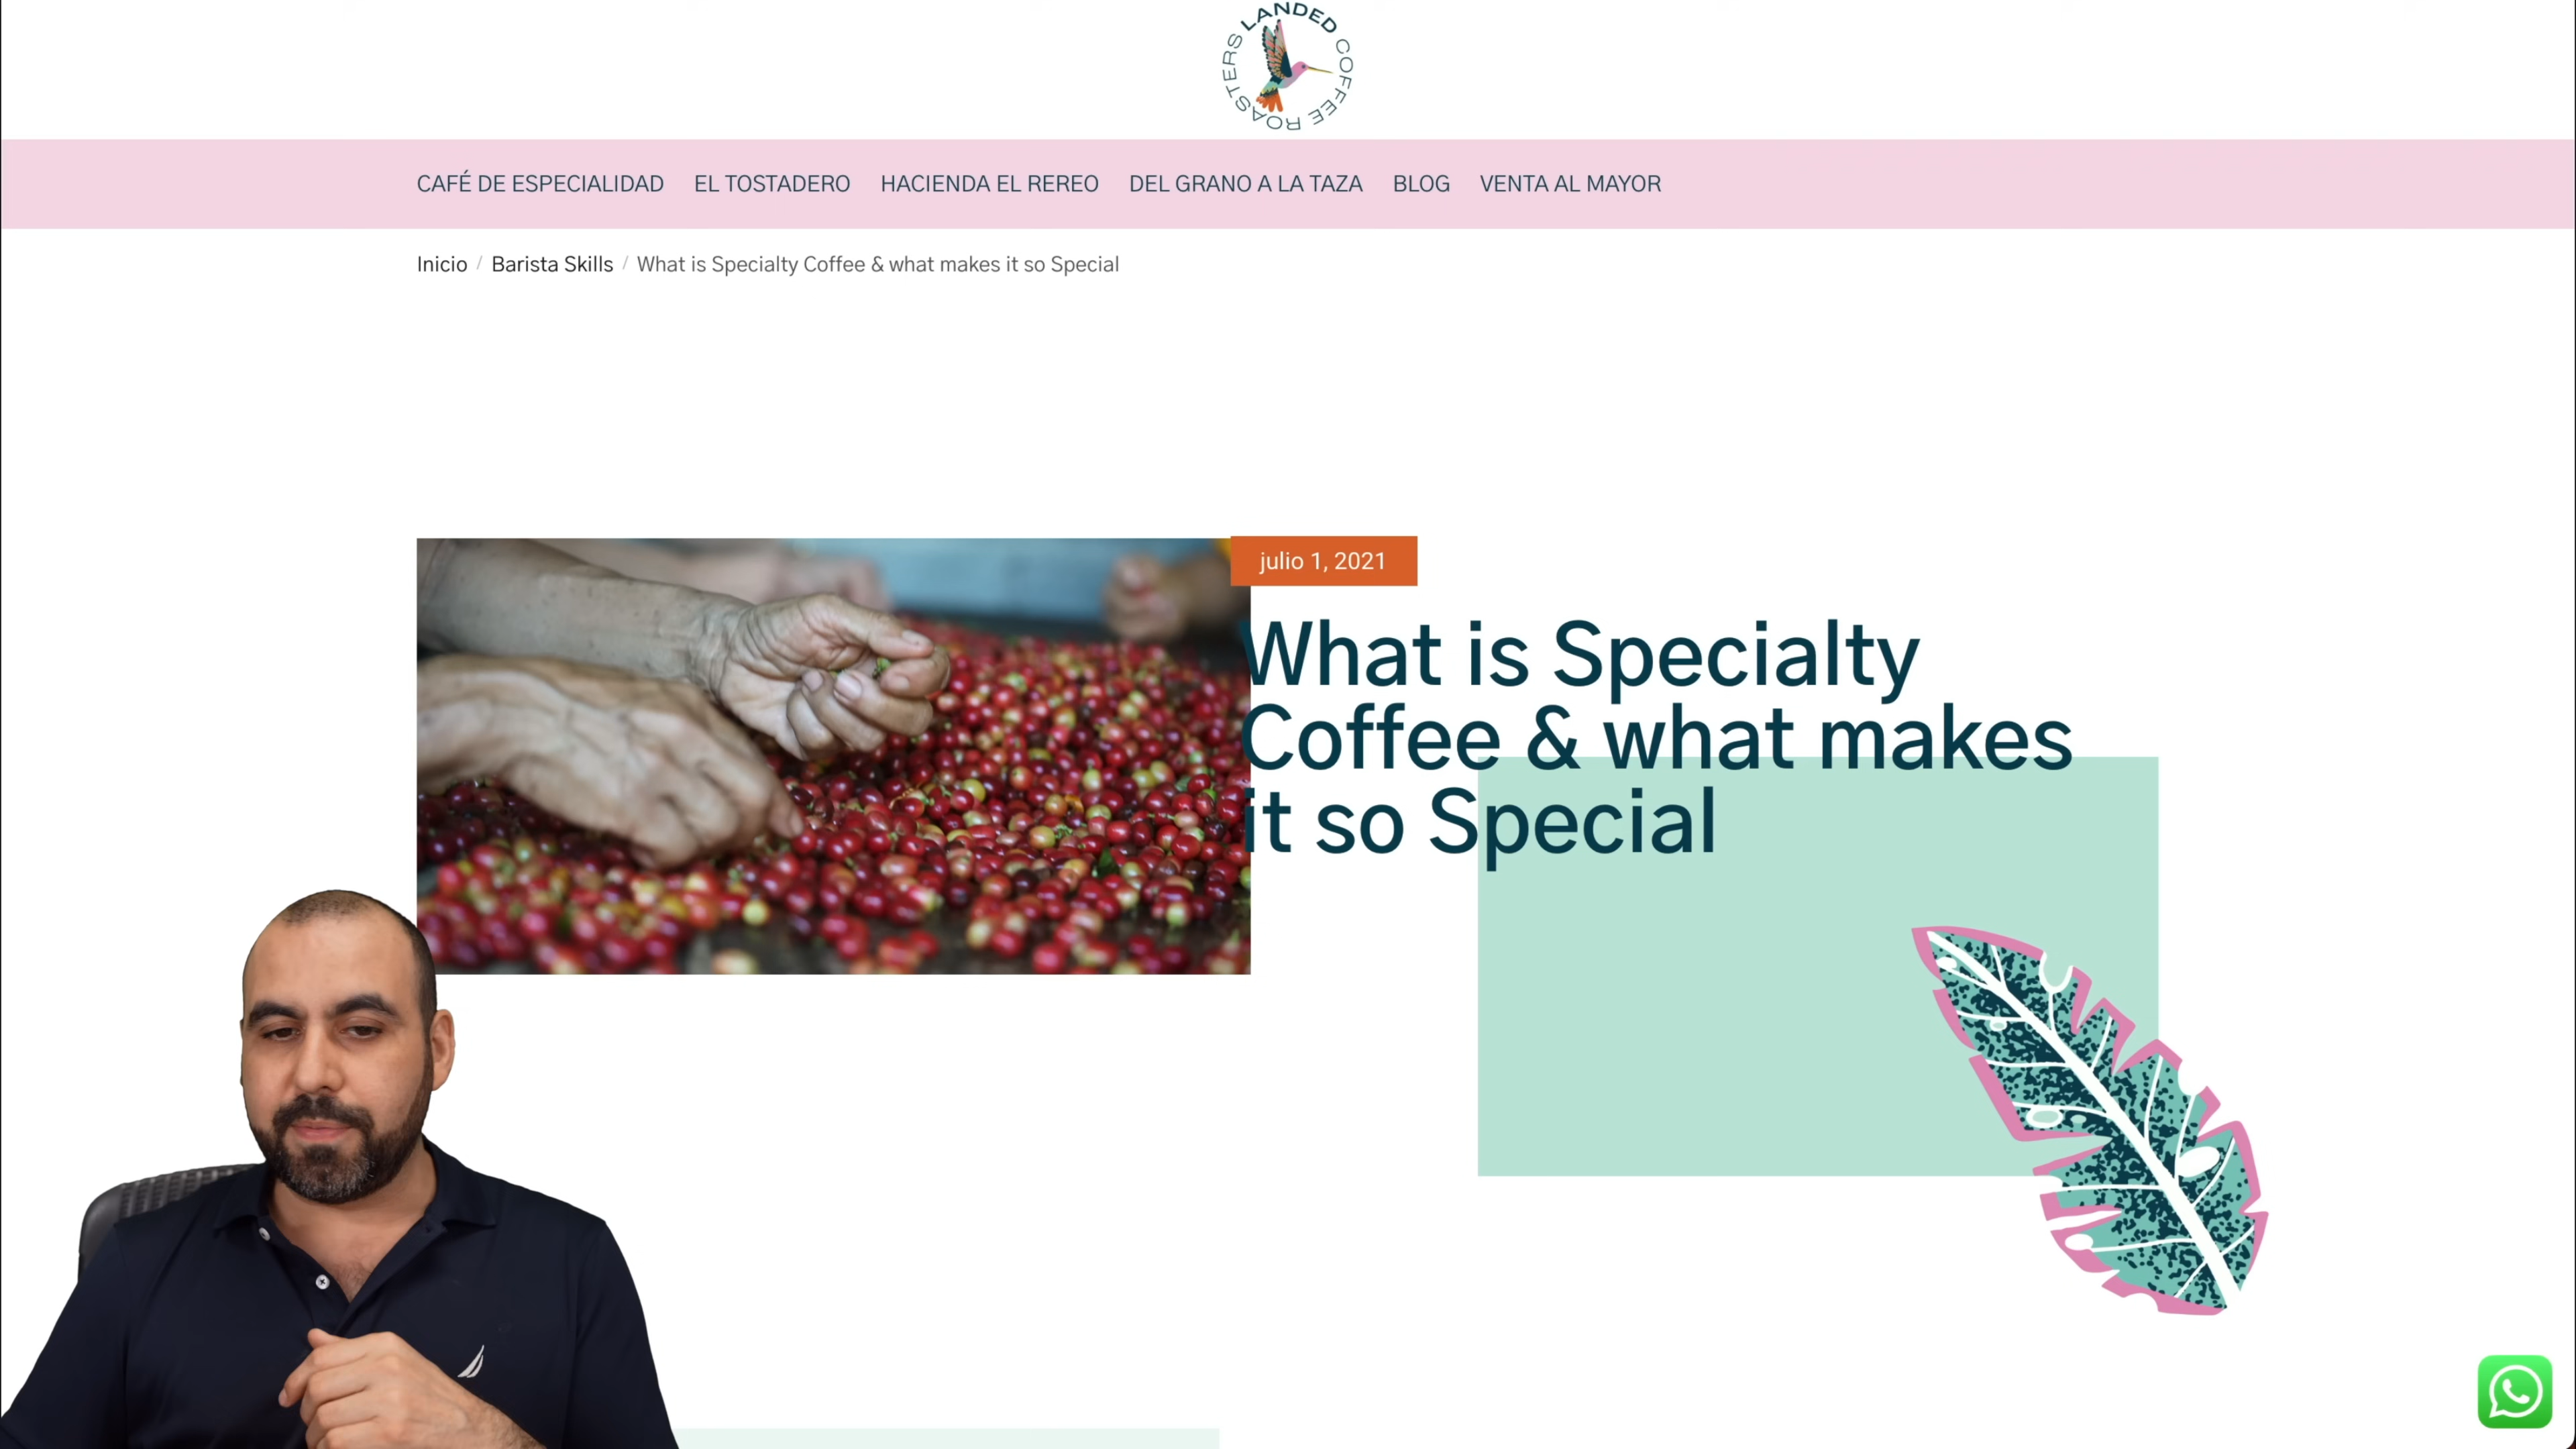 LANDED COFFEE ROASTERS
CAFÉ DE ESPECIALIDAD EL TOSTADERO HACIENDA EL REREO DEL GRANO A LA TAZA BLOG VENTA AL MAYOR
Inicio / Barista Skills / What is Specialty Coffee & what makes it so Special
julio 1, 2021
What is Specialty
Coffee & what makes
it so Special